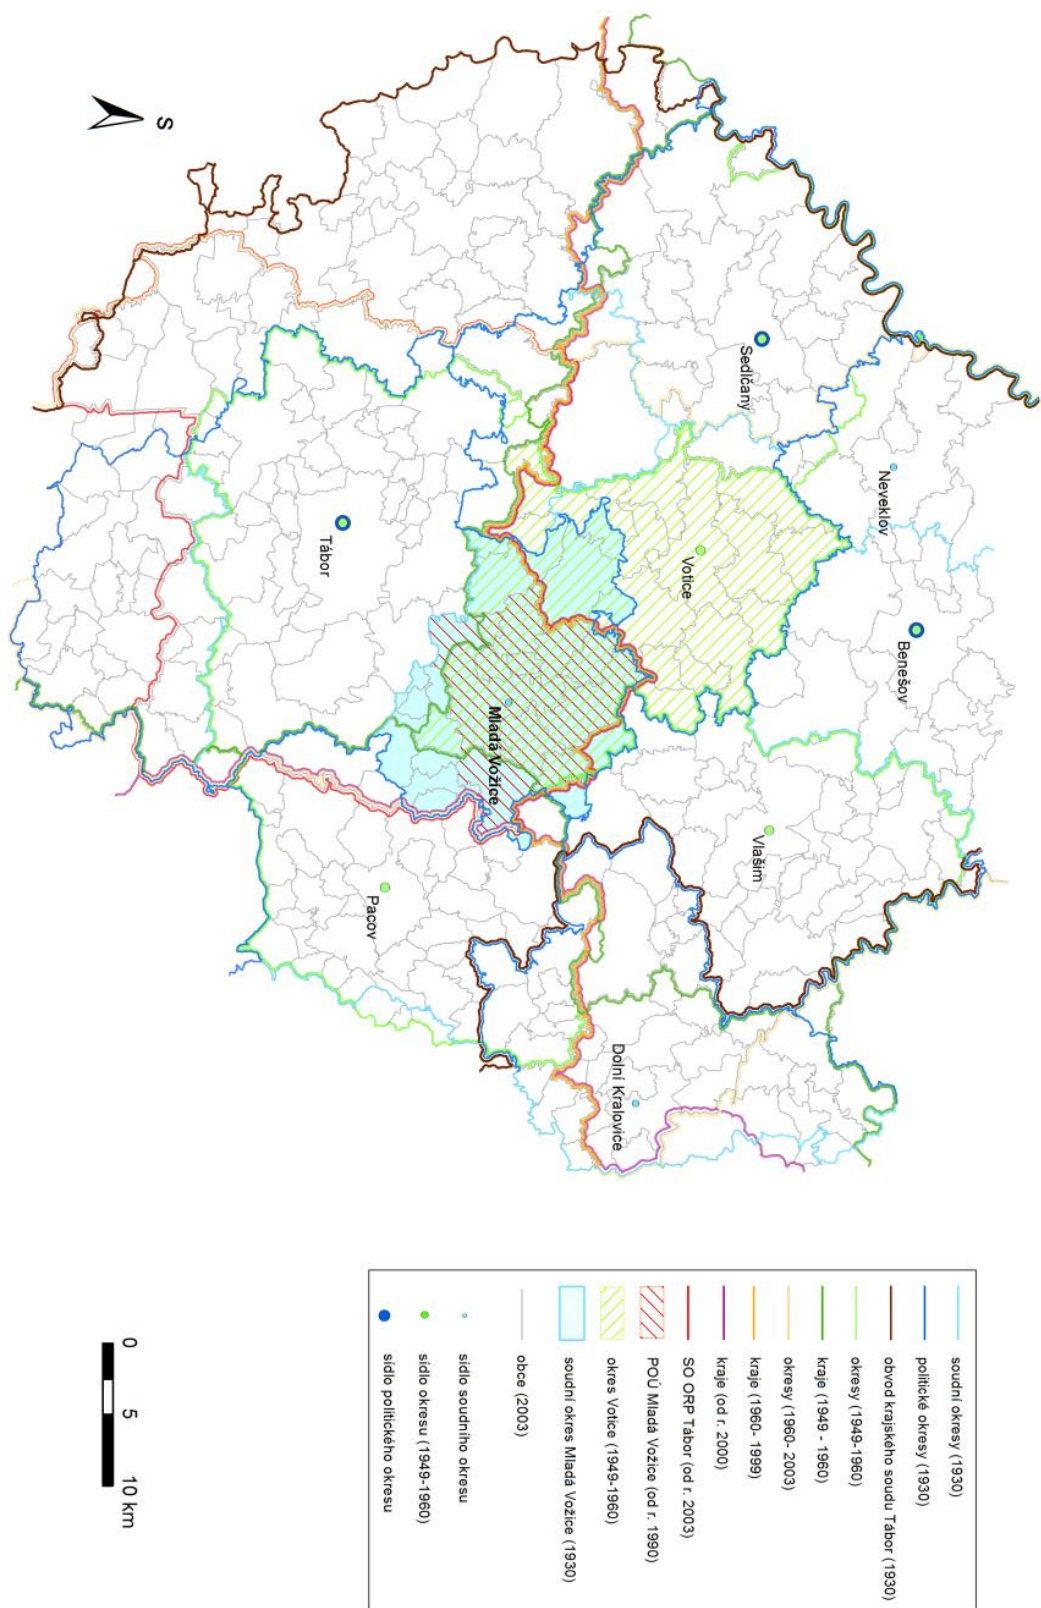 S
Sedlčany
Neveklov
Benešov
Votice
Tábor
Mladá Vožice
Vlašim
Pacov
Dolní Kralovice
soudní okresy (1930)
politické okresy (1930)
obvod krajského soudu Tábor (1930)
okresy (1949-1960)
kraje (1949 - 1960)
okresy (1960- 2003)
kraje (1960- 1999)
kraje (od r. 2000)
SO ORP Tábor (od r. 2003)
POÚ Mladá Vožice (od r. 1990)
okres Votice (1949-1960)
soudní okres Mladá Vožice (1930)
obce (2003)
sídlo soudního okresu
sídlo okresu (1949-1960)
sídlo politického okresu
0 5 10 km